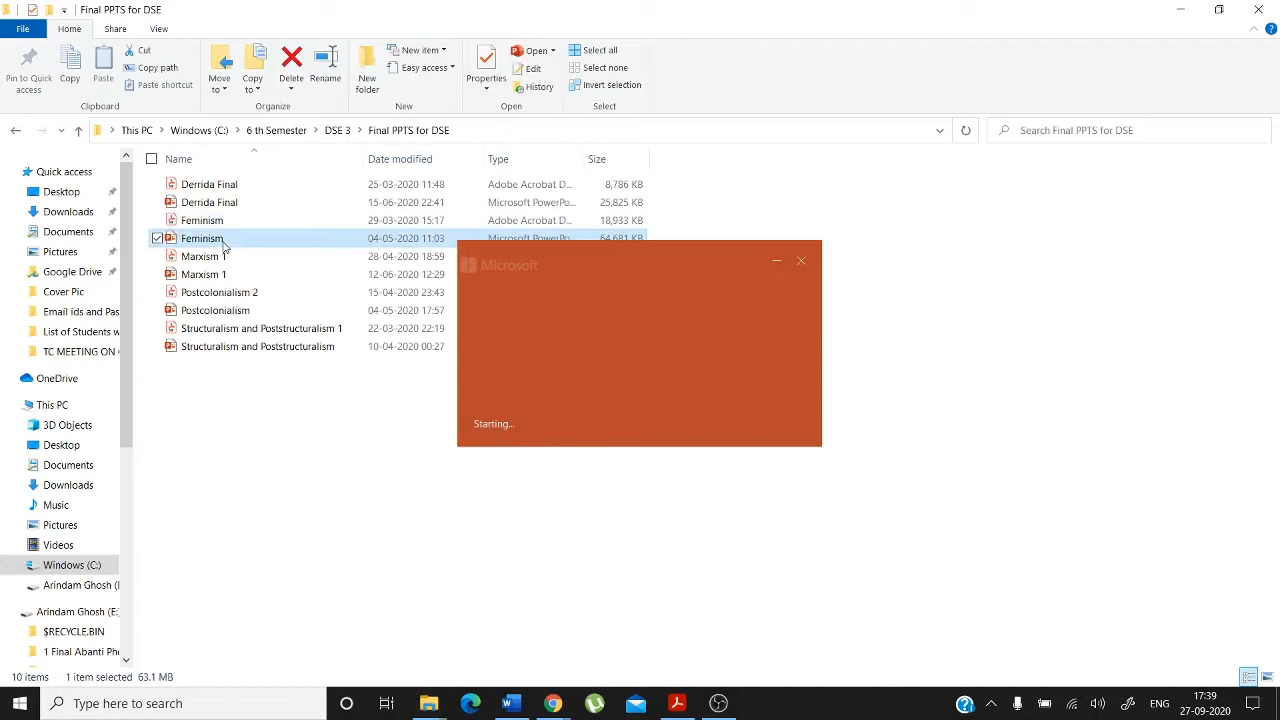 Final PPTS for DSE
File Home Share View
Pin to Quick access
Copy
Paste
Cut
Copy path
Paste shortcut
Clipboard
Move to
Copy to
Delete
Rename
Organize
New folder
New item
Easy access
New
Properties
Open
Edit
History
Open
Select all
Select none
Invert selection
Select
This PC > Windows (C:) > 6 th Semester > DSE 3 > Final PPTS for DSE
Search Final PPTS for DSE
Name Date modified Type Size
Derrida Final 25-03-2020 11:48 Adobe Acrobat D... 8,786 KB
Derrida Final 15-06-2020 22:41 Microsoft PowerPo... 25,825 KB
Feminism 29-03-2020 15:17 Adobe Acrobat D... 18,933 KB
Feminism 04-05-2020 11:03 Microsoft PowerPo... 64,681 KB
Marxism 1 28-04-2020 18:59
Marxism 1 12-06-2020 12:29
Postcolonialism 2 15-04-2020 23:43
Postcolonialism 04-05-2020 17:57
Structuralism and Poststructuralism 1 22-03-2020 22:19
Structuralism and Poststructuralism 10-04-2020 00:27
Microsoft
Starting...
Quick access
Desktop
Downloads
Documents
Pictures
Google Drive
Cover Pic
Email ids and Pas
List of Students w
TC MEETING ON
OneDrive
This PC
3D Objects
Desktop
Documents
Downloads
Music
Pictures
Videos
Windows (C:)
Arindam Ghosh (
Arindam Ghosh (E:
$RECYCLE.BIN
1 Final Abanti Ph
10 items 1 item selected 63.1 MB
Type here to search
ENG
17:39
27-09-2020